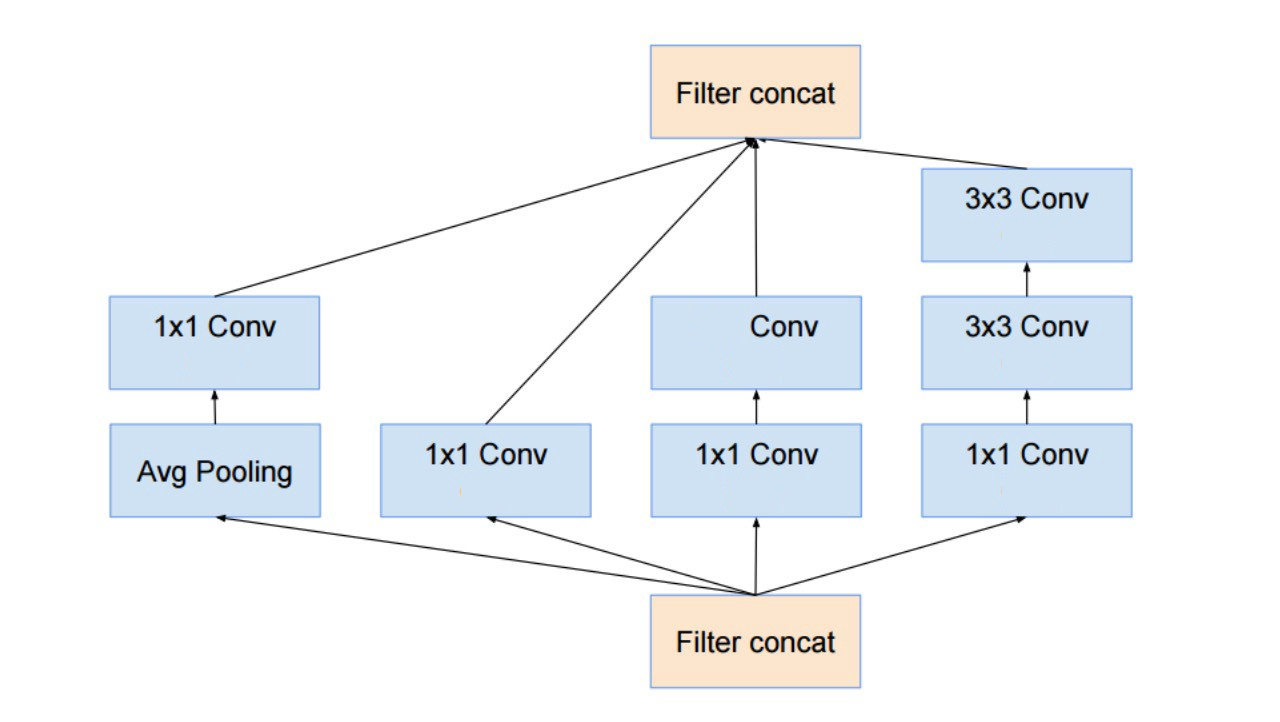 Filter concat
3x3 Conv
1x1 Conv
Conv
3x3 Conv
Avg Pooling
1x1 Conv
1x1 Conv
1x1 Conv
Filter concat